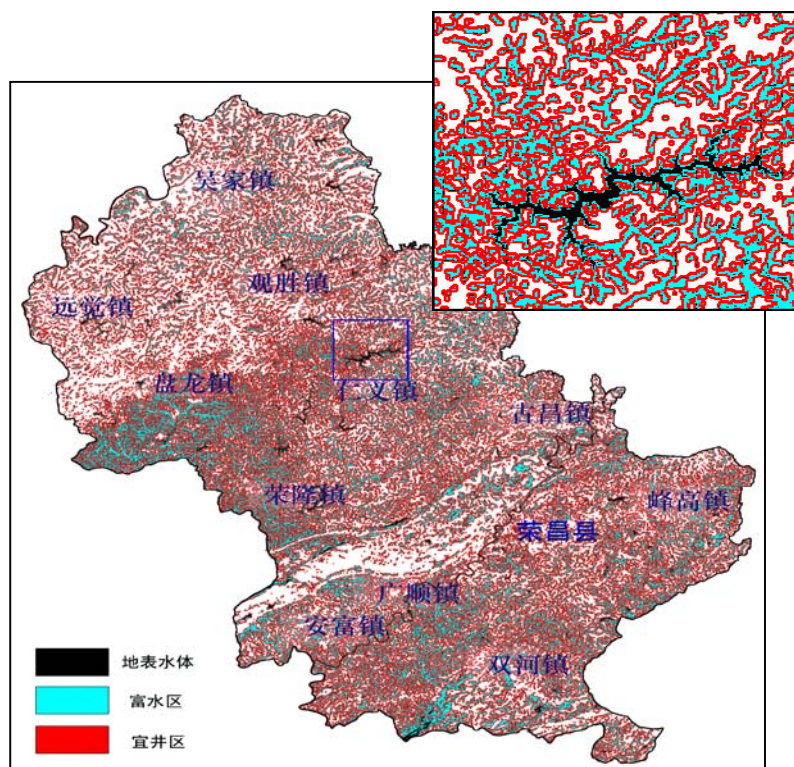 吴家镇
观胜镇
远觉镇
盘龙镇
仁义镇
古昌镇
荣隆镇
峰高镇
荣昌县
广顺镇
安富镇
双河镇
地表水体
富水区
宜井区